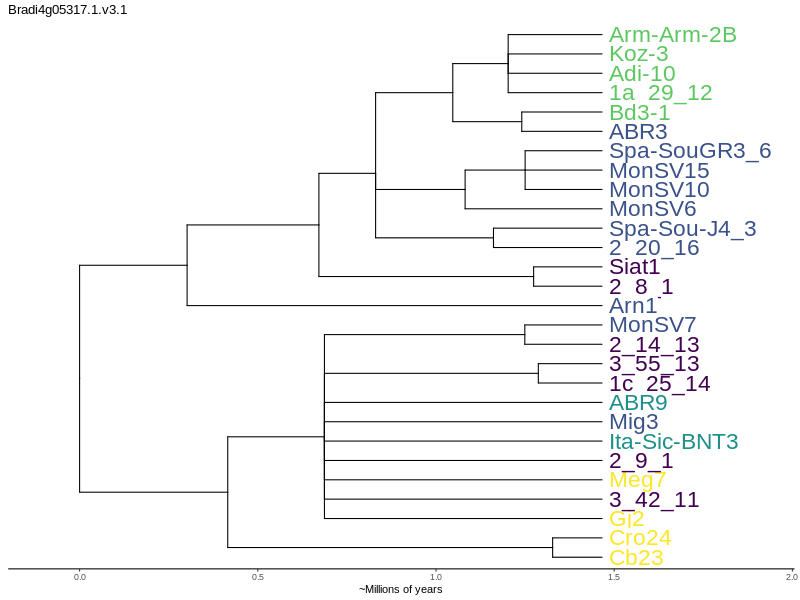 Bradi4g05317.1.v3.1
Arm-Arm-2B
Koz-3
Adi-10
1a_29_12
Bd3-1
ABR3
Spa-SouGR3_6
MonSV15
MonSV10
MonSV6
Spa-Sou-J4_3
2_20_16
Siat1
2_8_1
Arn1
MonSV7
2_14_13
3_55_13
1c_25_14
ABR9
Mig3
Ita-Sic-BNT3
2_9_1
Meg7
3_42_11
Gj2
Cro24
Cb23
0.0 0.5 1.0 1.5 2.0
~Millions of years